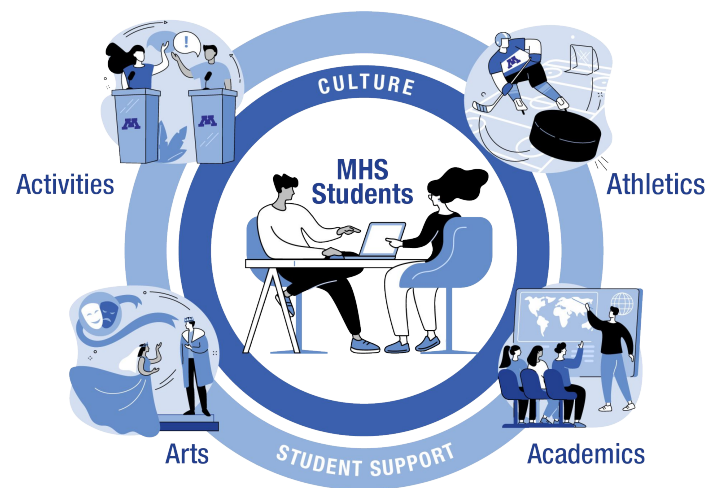 CULTURE
!
M
M
M
Activities
MHS
Students
Athletics
Arts
STUDENT SUPPORT
Academics